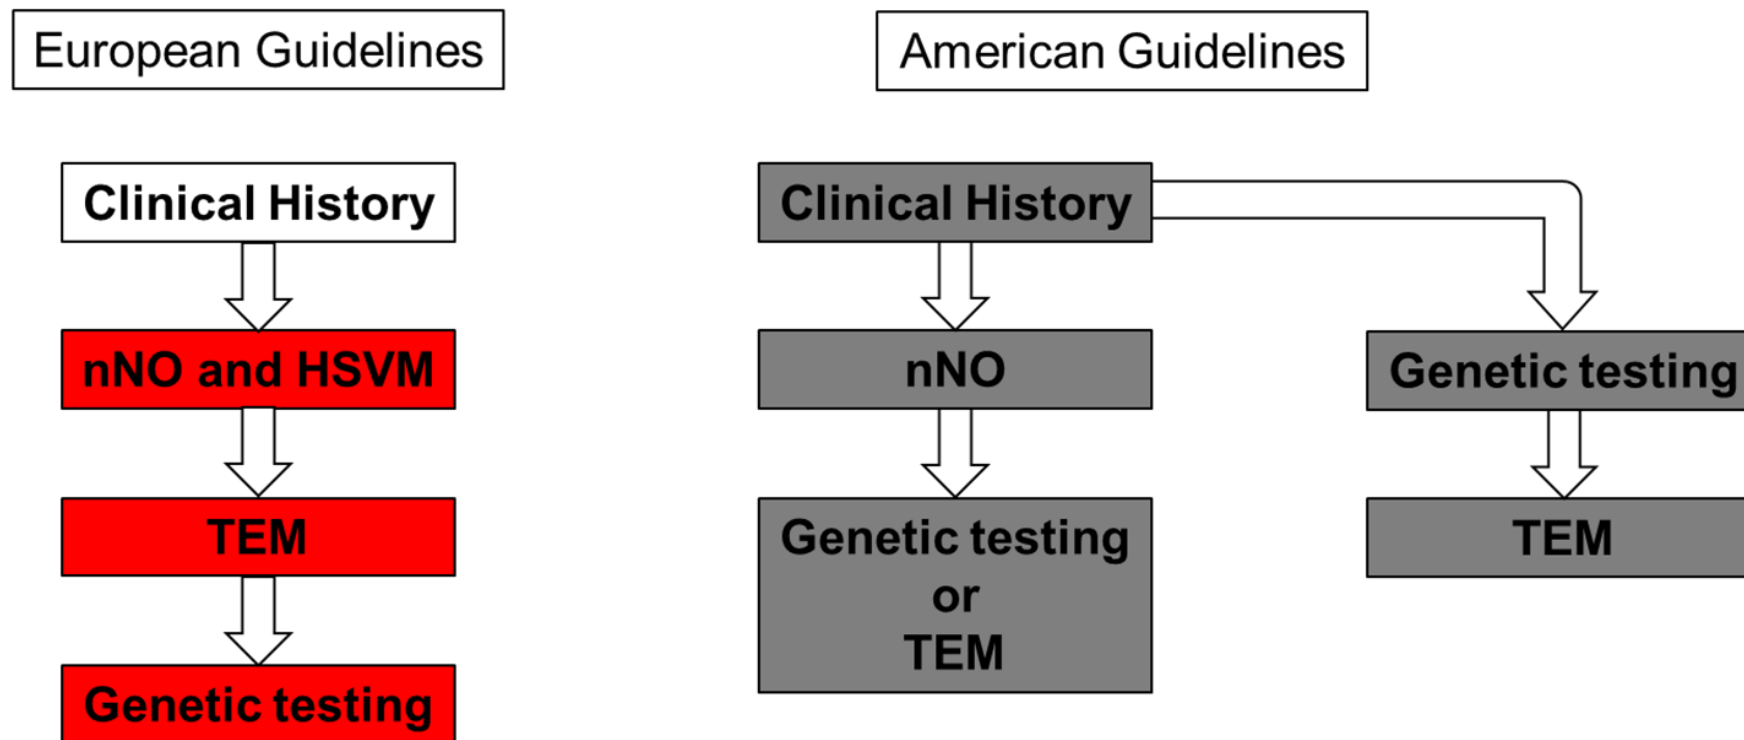 European Guidelines
Clinical History
nNO and HSVM
TEM
Genetic testing
American Guidelines
Clinical History
nNO
Genetic testing
or
TEM
Genetic testing
TEM